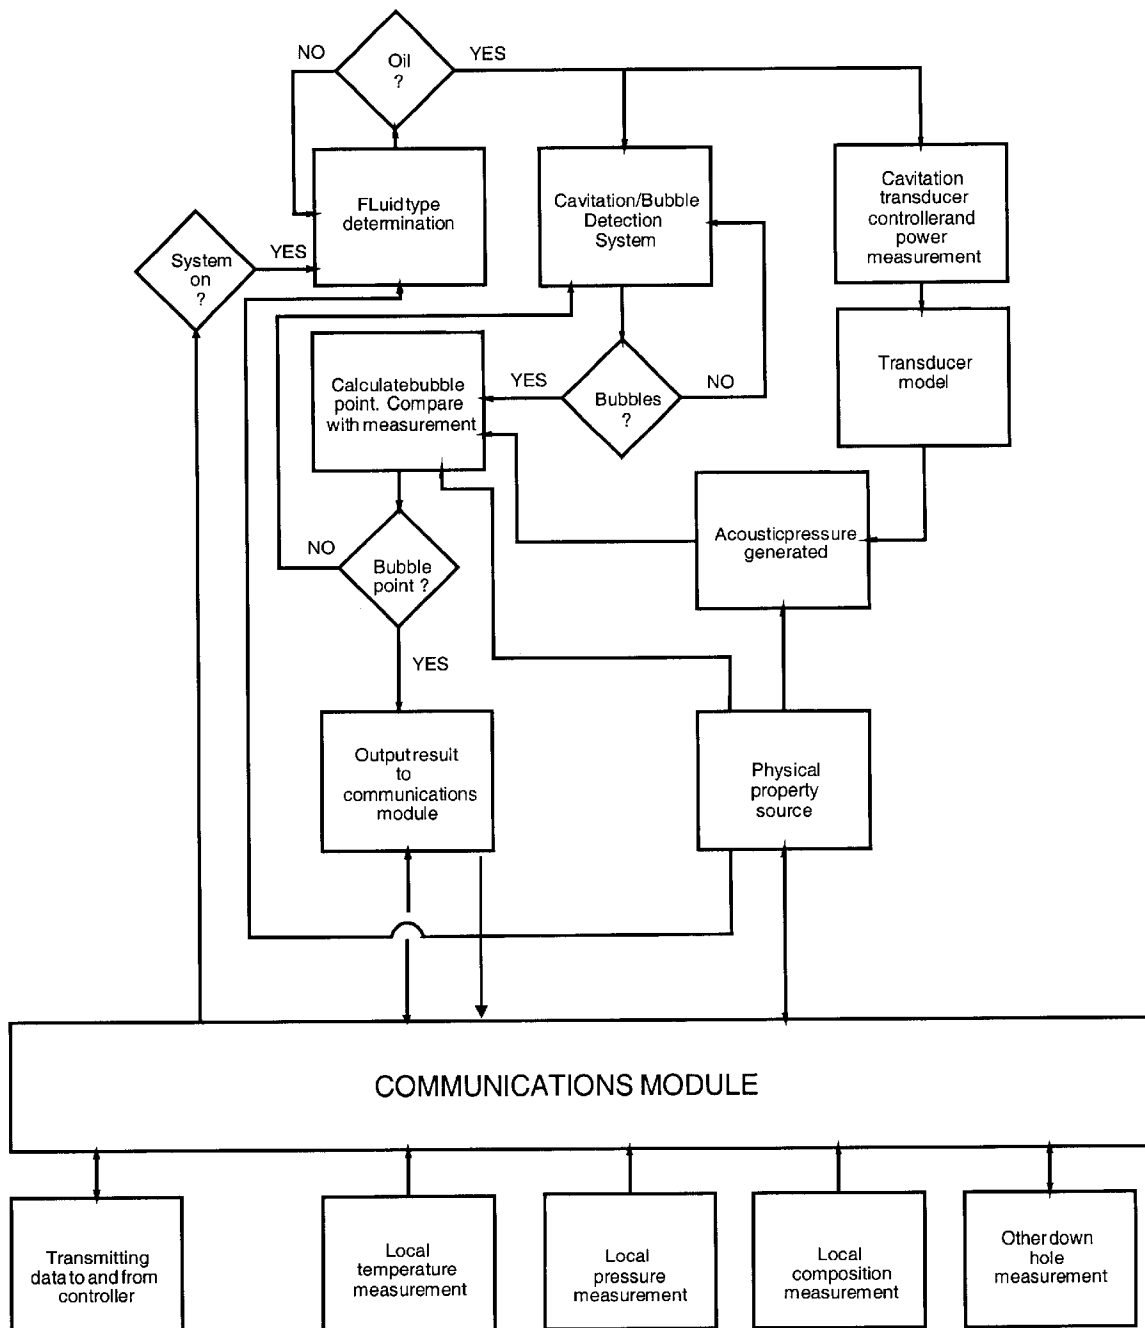 NO
Oil
?
YES
FLuid type
determination
Cavitation/Bubble
Detection
System
Cavitation
transducer
controllerand
power
measurement
System
on
?
YES
Calculatebubble
point. Compare
with measurement
YES
Bubbles
?
NO
Transducer
model
NO
Bubble
point ?
Acousticpressure
generated
YES
Outputresult
to
communications
module
Physical
property
source
COMMUNICATIONS MODULE
Transmitting
data to and from
controller
Local
temperature
measurement
Local
pressure
measurement
Local
composition
measurement
Other down
hole
measurement